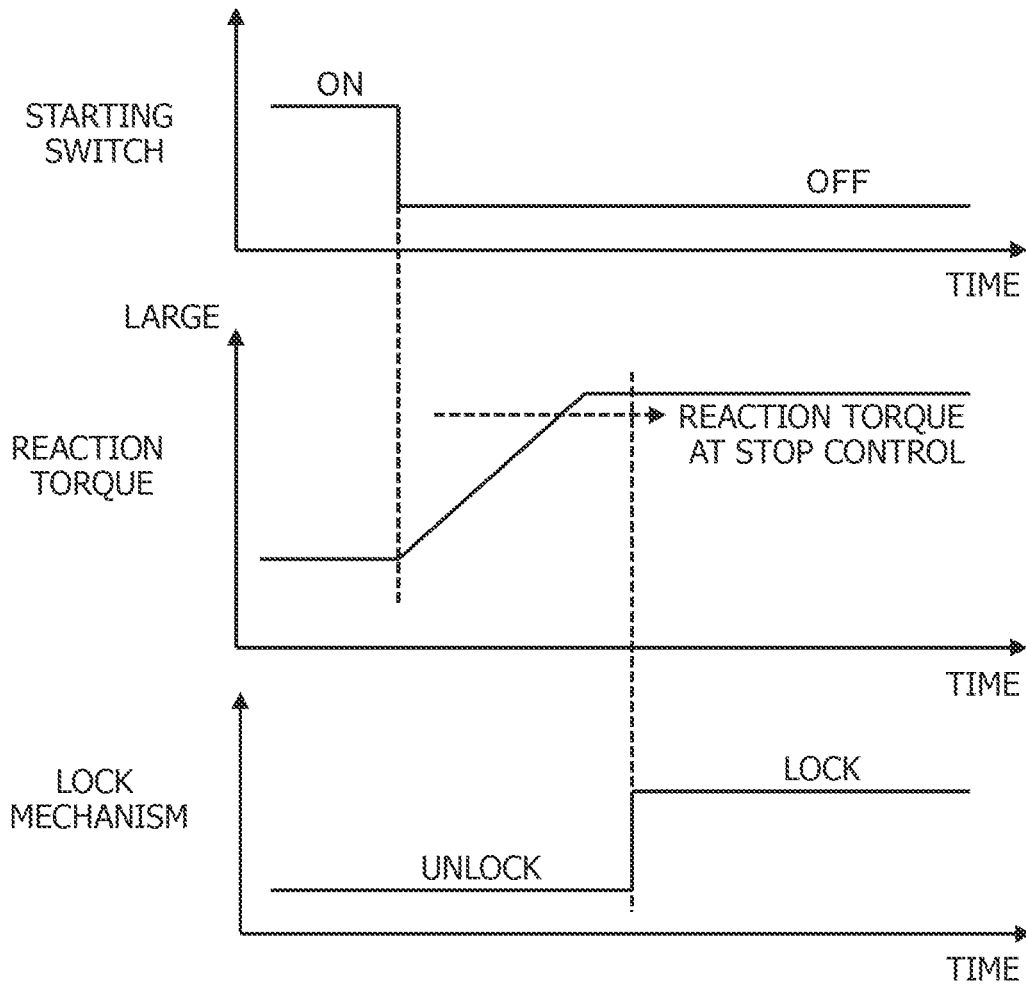 ON
STARTING
SWITCH
OFF
TIME
LARGE
REACTION
TORQUE
REACTION TORQUE
AT STOP CONTROL
TIME
LOCK
MECHANISM
LOCK
UNLOCK
TIME